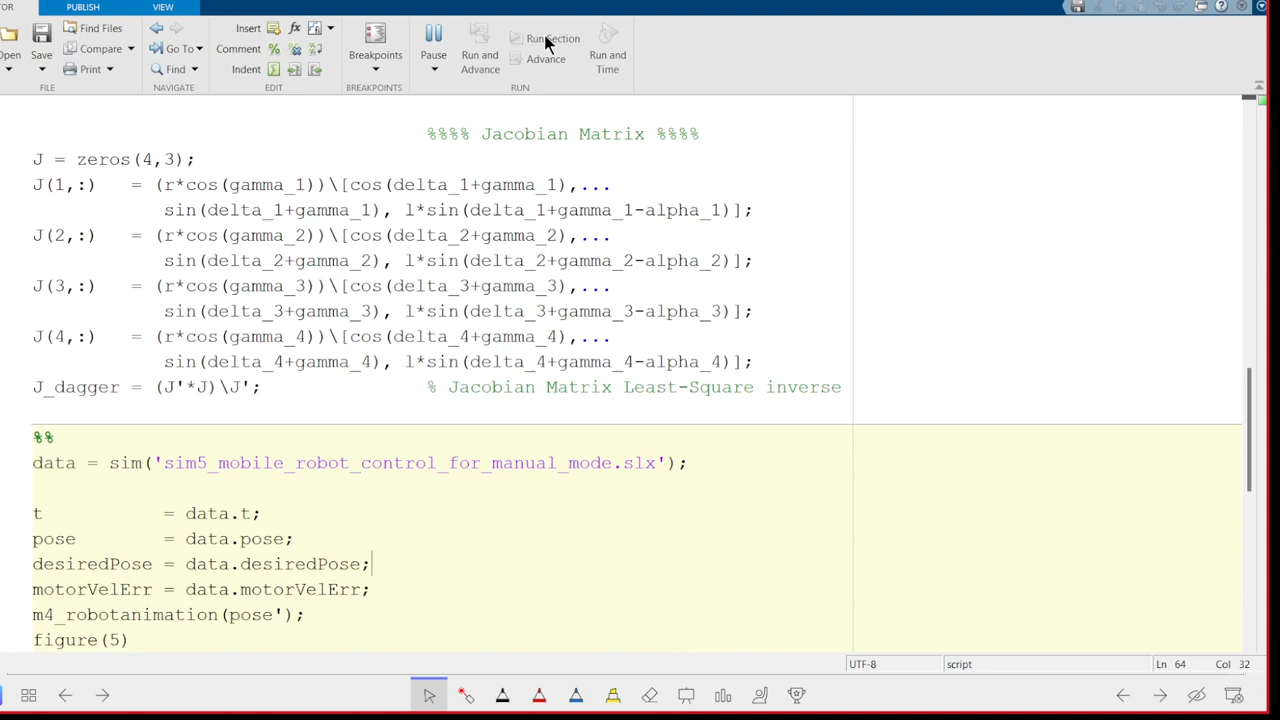 TOR PUBLISH VIEW
Find Files
Insert
Compare
Go To
Comment
Open Save
Print
Find
Indent
Breakpoints
Pause
Run and Advance
Run Section
Advance
Run and Time
FILE NAVIGATE EDIT BREAKPOINTS RUN
%%%% Jacobian Matrix %%%%
J = zeros(4,3);
J(1,:) = (r*cos(gamma_1))\[cos(delta_1+gamma_1),...
sin(delta_1+gamma_1), l*sin(delta_1+gamma_1-alpha_1)];
J(2,:) = (r*cos(gamma_2))\[cos(delta_2+gamma_2),...
sin(delta_2+gamma_2), l*sin(delta_2+gamma_2-alpha_2)];
J(3,:) = (r*cos(gamma_3))\[cos(delta_3+gamma_3),...
sin(delta_3+gamma_3), l*sin(delta_3+gamma_3-alpha_3)];
J(4,:) = (r*cos(gamma_4))\[cos(delta_4+gamma_4),...
sin(delta_4+gamma_4), l*sin(delta_4+gamma_4-alpha_4)];
J_dagger = (J'*J)\J'; % Jacobian Matrix Least-Square inverse
%%
data = sim('sim5_mobile_robot_control_for_manual_mode.slx');
t = data.t;
pose = data.pose;
desiredPose = data.desiredPose;
motorVelErr = data.motorVelErr;
m4_robotanimation(pose');
figure(5)
UTF-8 script Ln 64 Col 32